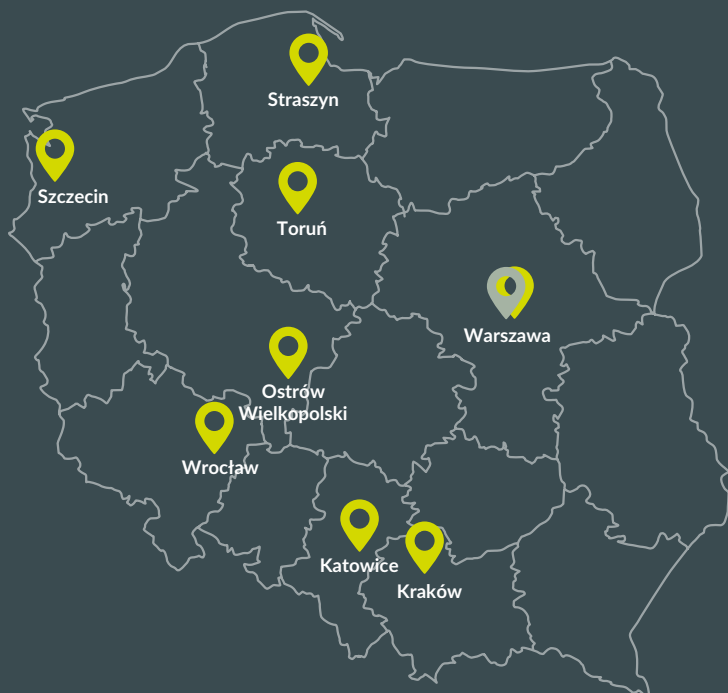 Straszyn
Szczecin
Toruń
Warszawa
Ostrów
Wielkopolski
Wrocław
Katowice
Kraków